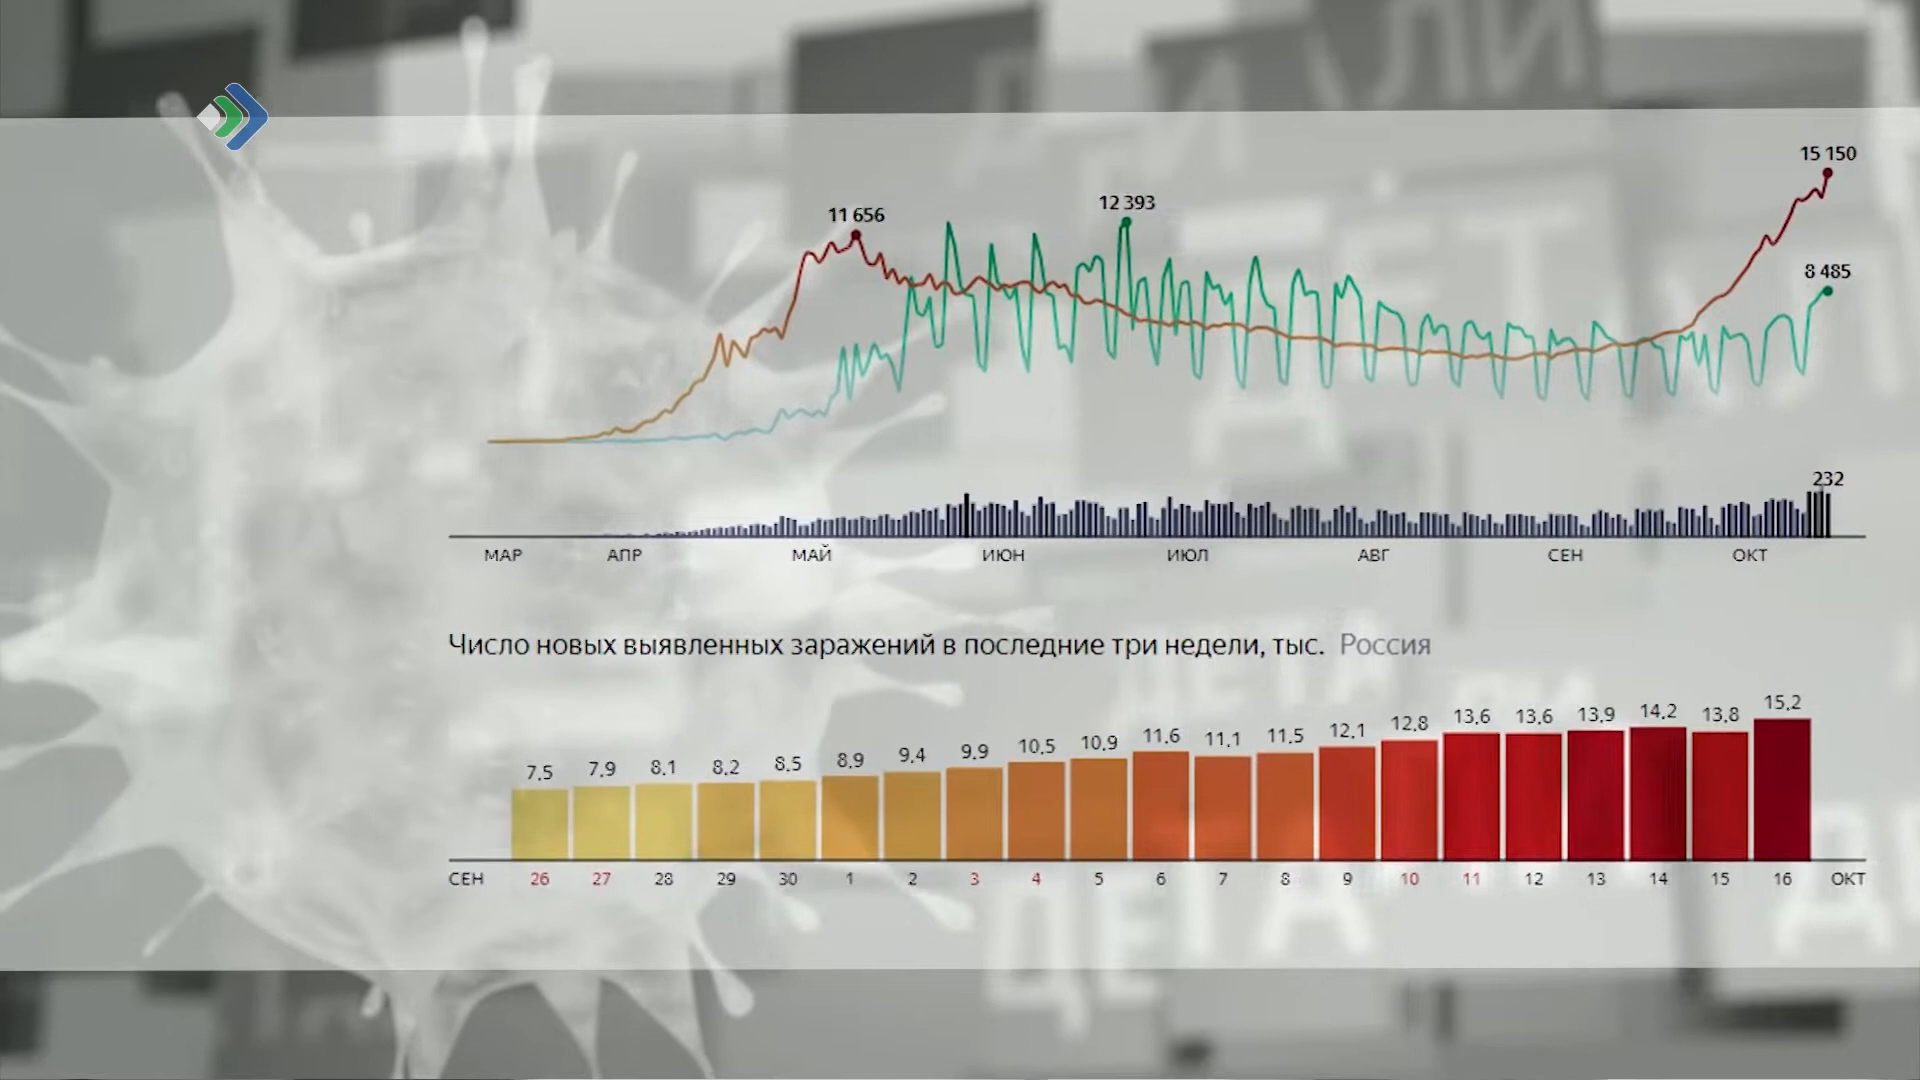 15 150
12 393
11 656
8 485
232
МАР АПР МАЙ ИЮН ИЮЛ АВГ СЕН ОКТ
Число новых выявленных заражений в последние три недели, тыс. Россия
7,5 7,9 8,1 8,2 8,5 8,9 9,4 9,9 10,5 10,9 11,6 11,1 11,5 12,1 12,8 13,6 13,6 13,9 14,2 13,8 15,2
СЕН 26 27 28 29 30 1 2 3 4 5 6 7 8 9 10 11 12 13 14 15 16 ОКТ